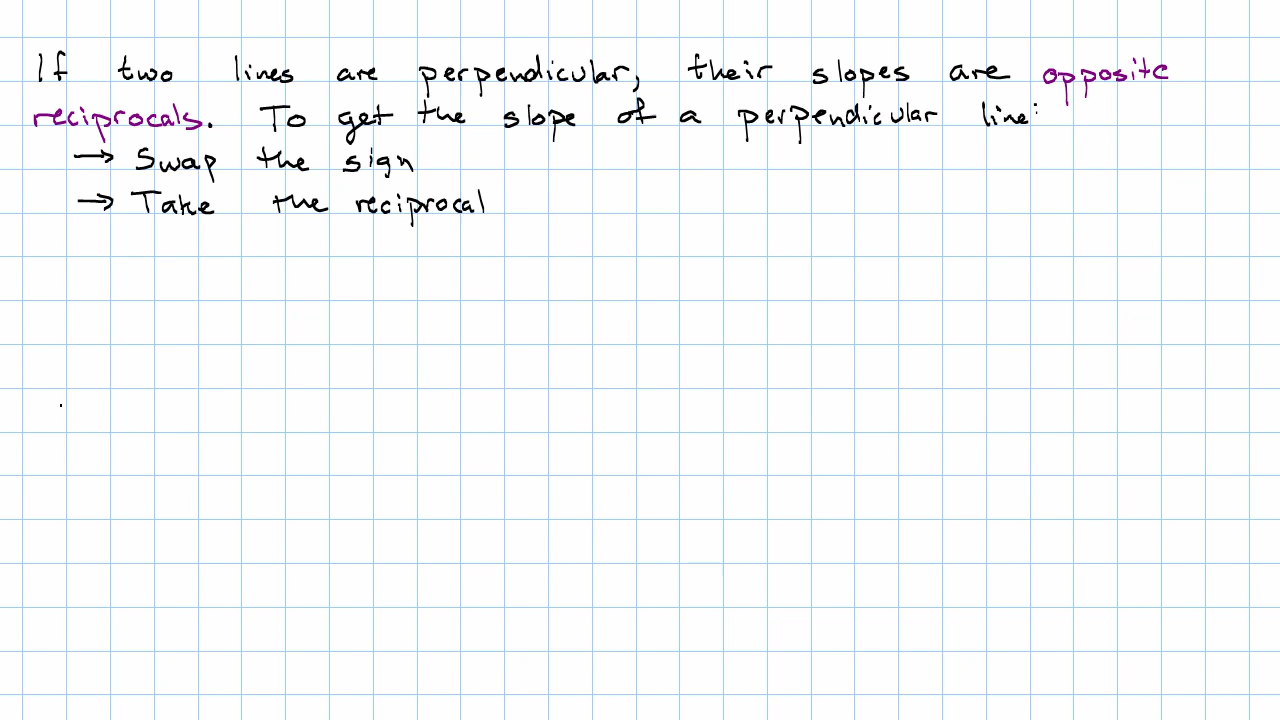 If two lines are perpendicular, their slopes are opposite
reciprocals. To get the slope of a perpendicular line:
→ Swap the sign
→ Take the reciprocal